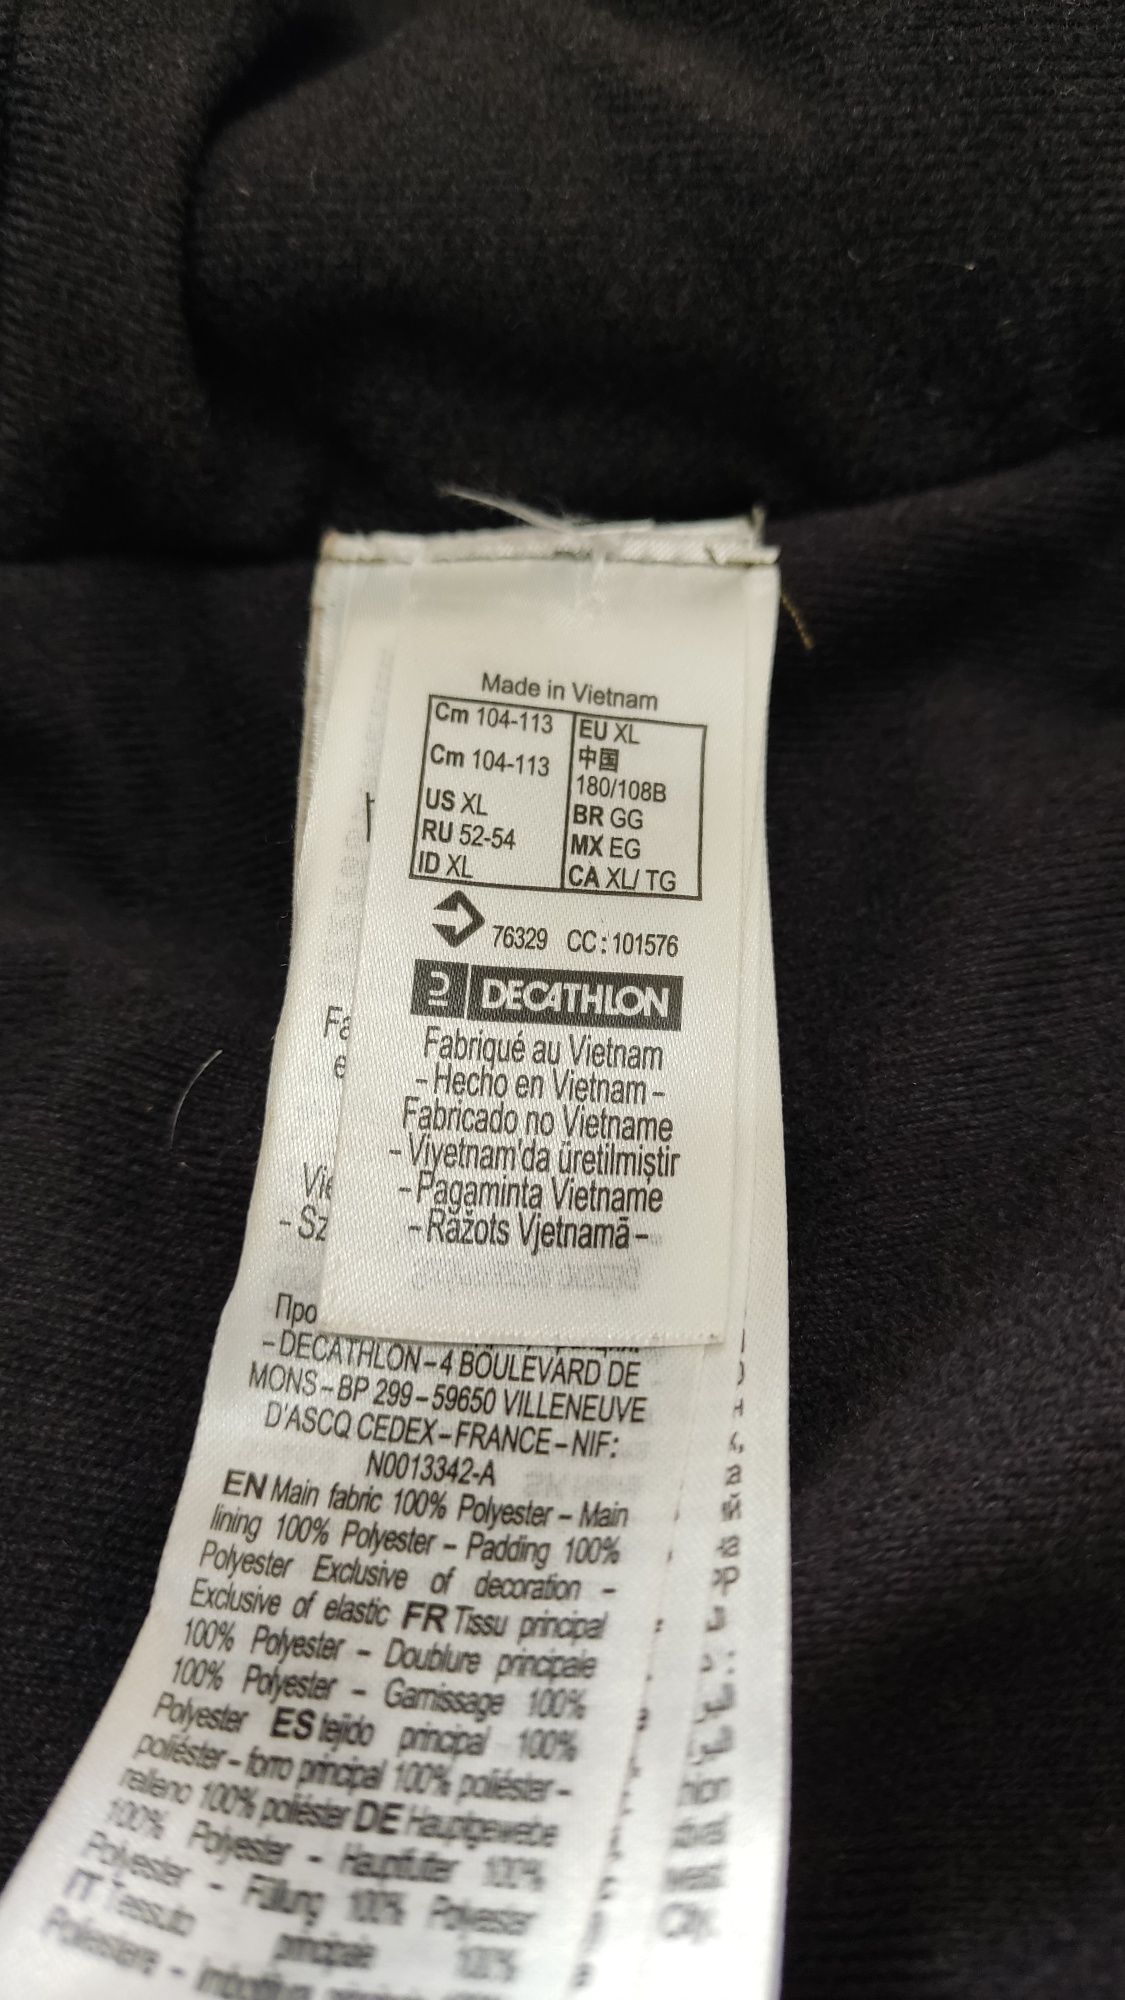 Made in Vietnam
Cm 104-113
Cm 104-113
US XL
RU 52-54
ID XL
EU XL
中国
180/108B
BR GG
MX EG
CA XL/ TG
76329 CC : 101576
DECATHLON
Fabriqué au Vietnam
- Hecho en Vietnam -
Fabricado no Vietname
- Viyetnam'da üretilmiştir
- Pagaminta Vietname
- Ražots Vjetnamā -
Fa
e
Vie
- Sz
Про
- DECATHLON - 4 BOULEVARD DE
MONS - BP 299 - 59650 VILLENEUVE
D'ASCQ CEDEX - FRANCE - NIF:
N0013342-A
EN Main fabric 100% Polyester - Main
lining 100% Polyester - Padding 100%
Polyester Exclusive of decoration -
Exclusive of elastic FR Tissu principal
100% Polyester - Doublure principale
100% Polyester - Garnissage 100%
Polyester ES tejido principal 100%
poliéster - forro principal 100% poliéster -
relleno 100% poliéster DE Hauptgewebe
100% Polyester - Hauptfutter 100%
Polyester - Füllung 100% Polyester
IT Tessuto principale 100%
Poliestere - imbottitura